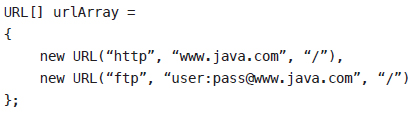 URL[] urlArray =
{
new URL(“http”, “www.java.com”, “/”),
new URL(“ftp”, “user:pass@www.java.com”, “/”)
};